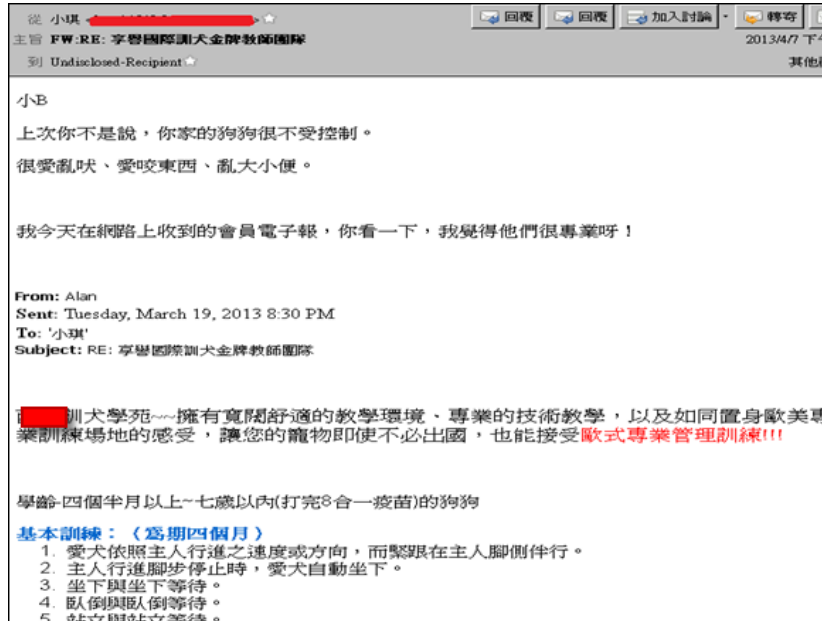 從 小琪
回覆 回覆 加入討論 轉寄
主旨 FW:RE: 享譽國際訓犬金牌教師團隊
2013/4/7
到 Undisclosed-Recipient
其他
小B
上次你不是說，你家的狗狗很不受控制。
很愛亂吠、愛咬東西、亂大小便。
我今天在網路上收到的會員電子報，你看一下，我覺得他們很專業呀！
From: Alan
Sent: Tuesday, March 19, 2013 8:30 PM
To: '小琪'
Subject: RE: 享譽國際訓犬金牌教師團隊
訓犬學苑~~擁有寬闊舒適的教學環境、專業的技術教學，以及如同置身歐美專
業訓練場地的感受，讓您的寵物即使不必出國，也能接受歐式專業管理訓練!!!
學齡-四個半月以上~七歲以內(打完8合一疫苗)的狗狗
基本訓練：（為期四個月）
1. 愛犬依照主人行進之速度或方向，而緊跟在主人腳側伴行。
2. 主人行進腳步停止時，愛犬自動坐下。
3. 坐下與坐下等待。
4. 臥倒與臥倒等待。
5. 站立與站立等待。